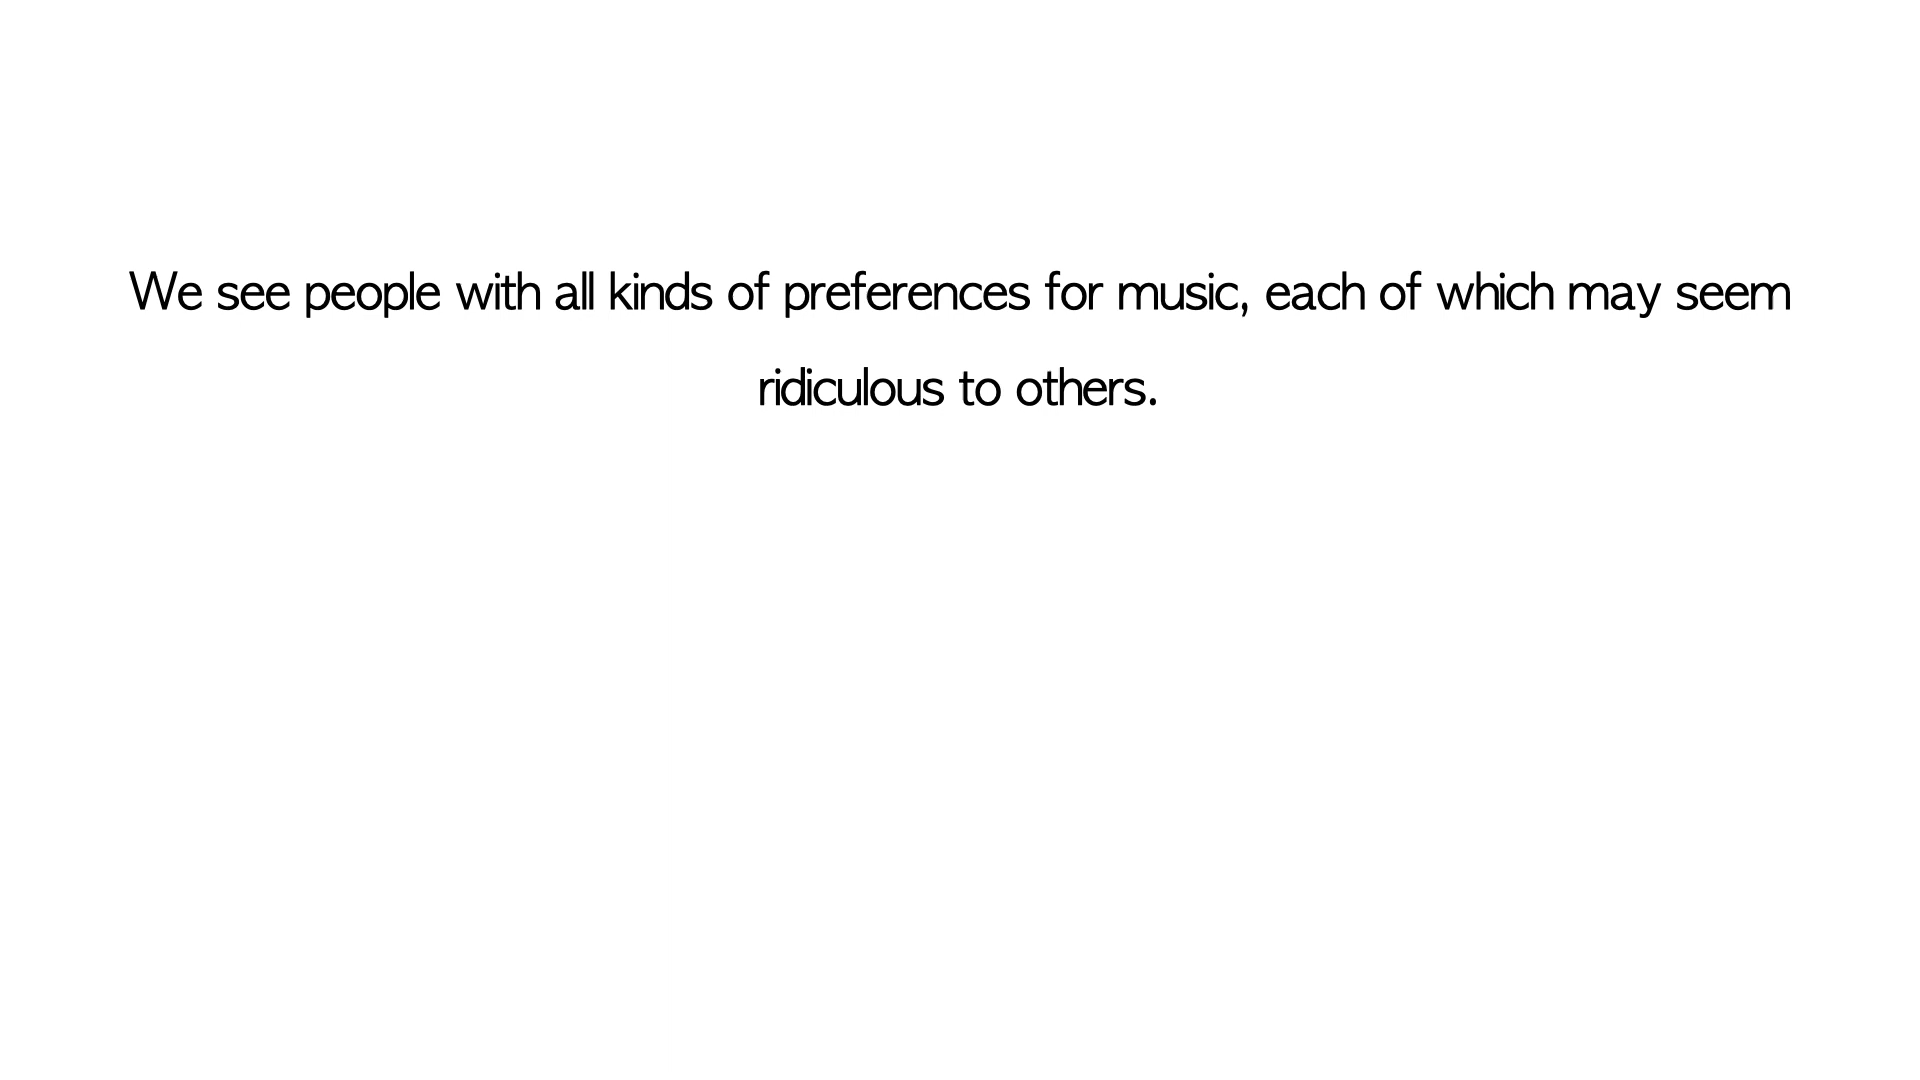 We see people with all kinds of preferences for music, each of which may seem
ridiculous to others.